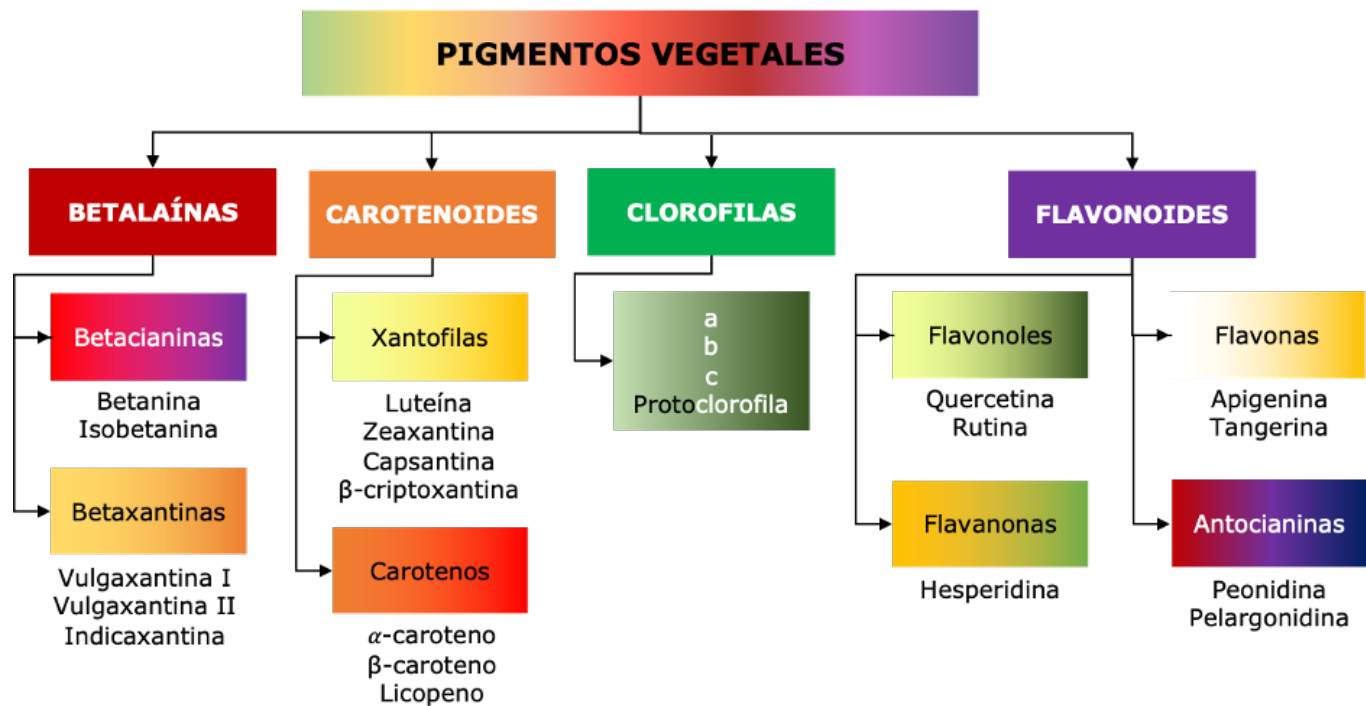 PIGMENTOS VEGETALES
BETALAÍNAS
Betacianinas
Betanina
Isobetanina
Betaxantinas
Vulgaxantina I
Vulgaxantina II
Indicaxantina
CAROTENOIDES
Xantofilas
Luteína
Zeaxantina
Capsantina
β-criptoxantina
Carotenos
α-caroteno
β-caroteno
Licopeno
CLOROFILAS
a
b
c
Protoclorofila
FLAVONOIDES
Flavonoles
Quercetina
Rutina
Flavanonas
Hesperidina
Flavonas
Apigenina
Tangerina
Antocianinas
Peonidina
Pelargonidina